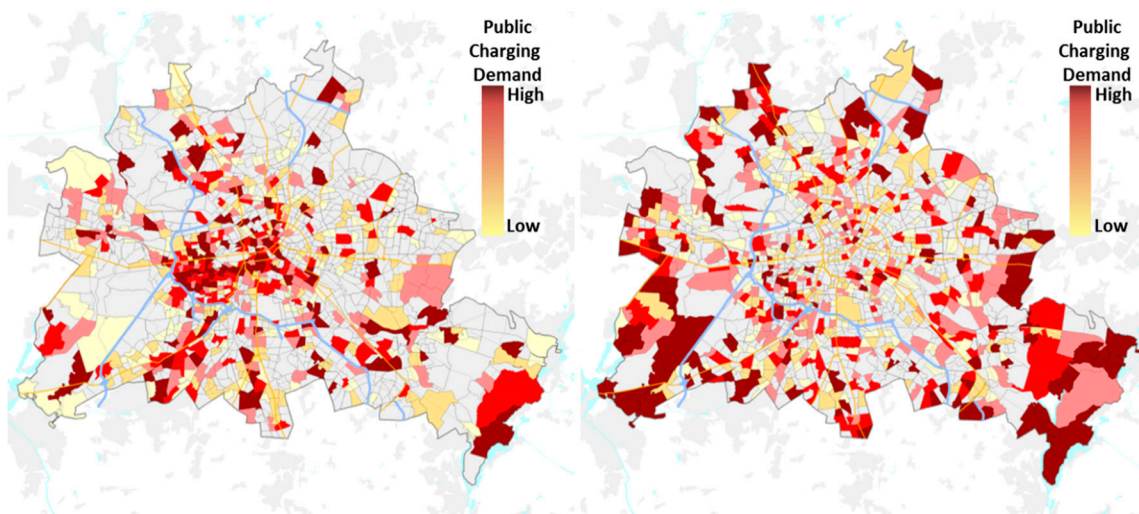 Public
Charging
Demand
High
Low
Public
Charging
Demand
High
Low